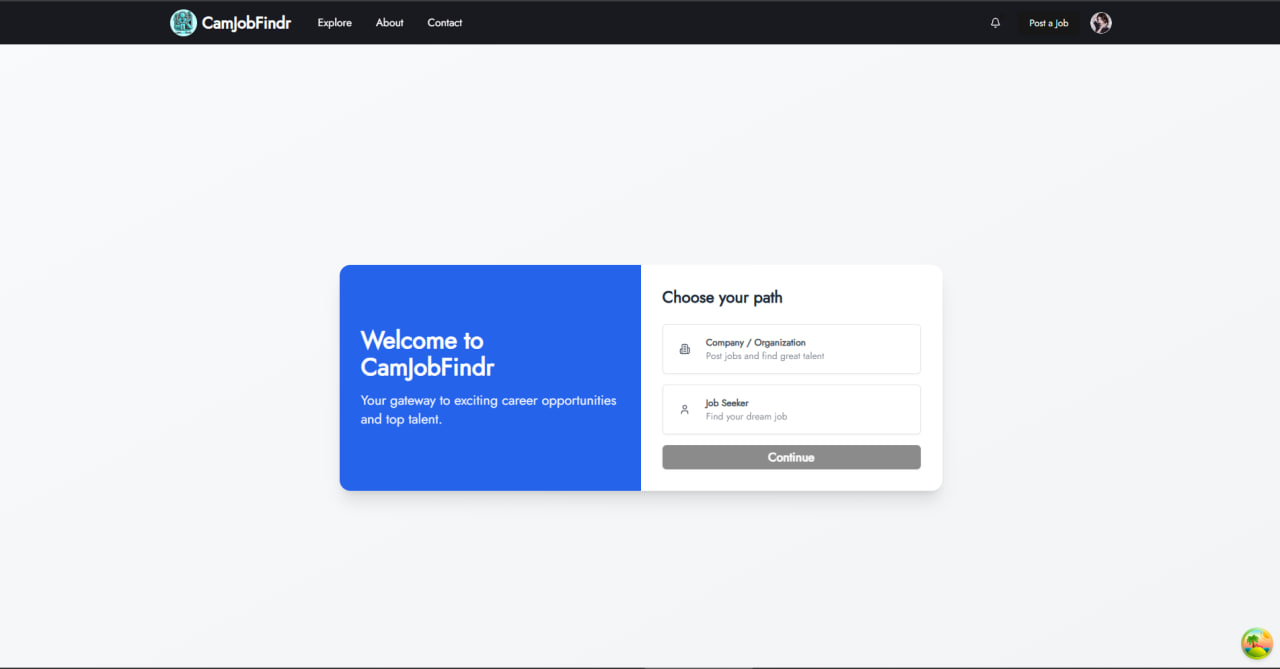 CamJobFindr
Explore
About
Contact
Post a Job
Welcome to
CamJobFindr
Your gateway to exciting career opportunities
and top talent.
Choose your path
Company / Organization
Post jobs and find great talent
Job Seeker
Find your dream job
Continue